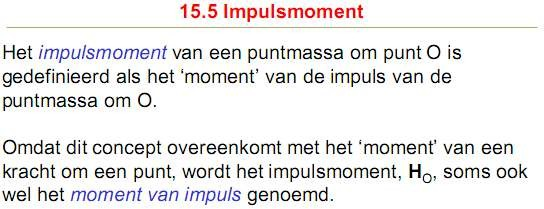 15.5 Impulsmoment
Het impulsmoment van een puntmassa om punt O is
gedefinieerd als het ‘moment’ van de impuls van de
puntmassa om O.
Omdat dit concept overeenkomt met het ‘moment’ van een
kracht om een punt, wordt het impulsmoment, H_O, soms ook
wel het moment van impuls genoemd.